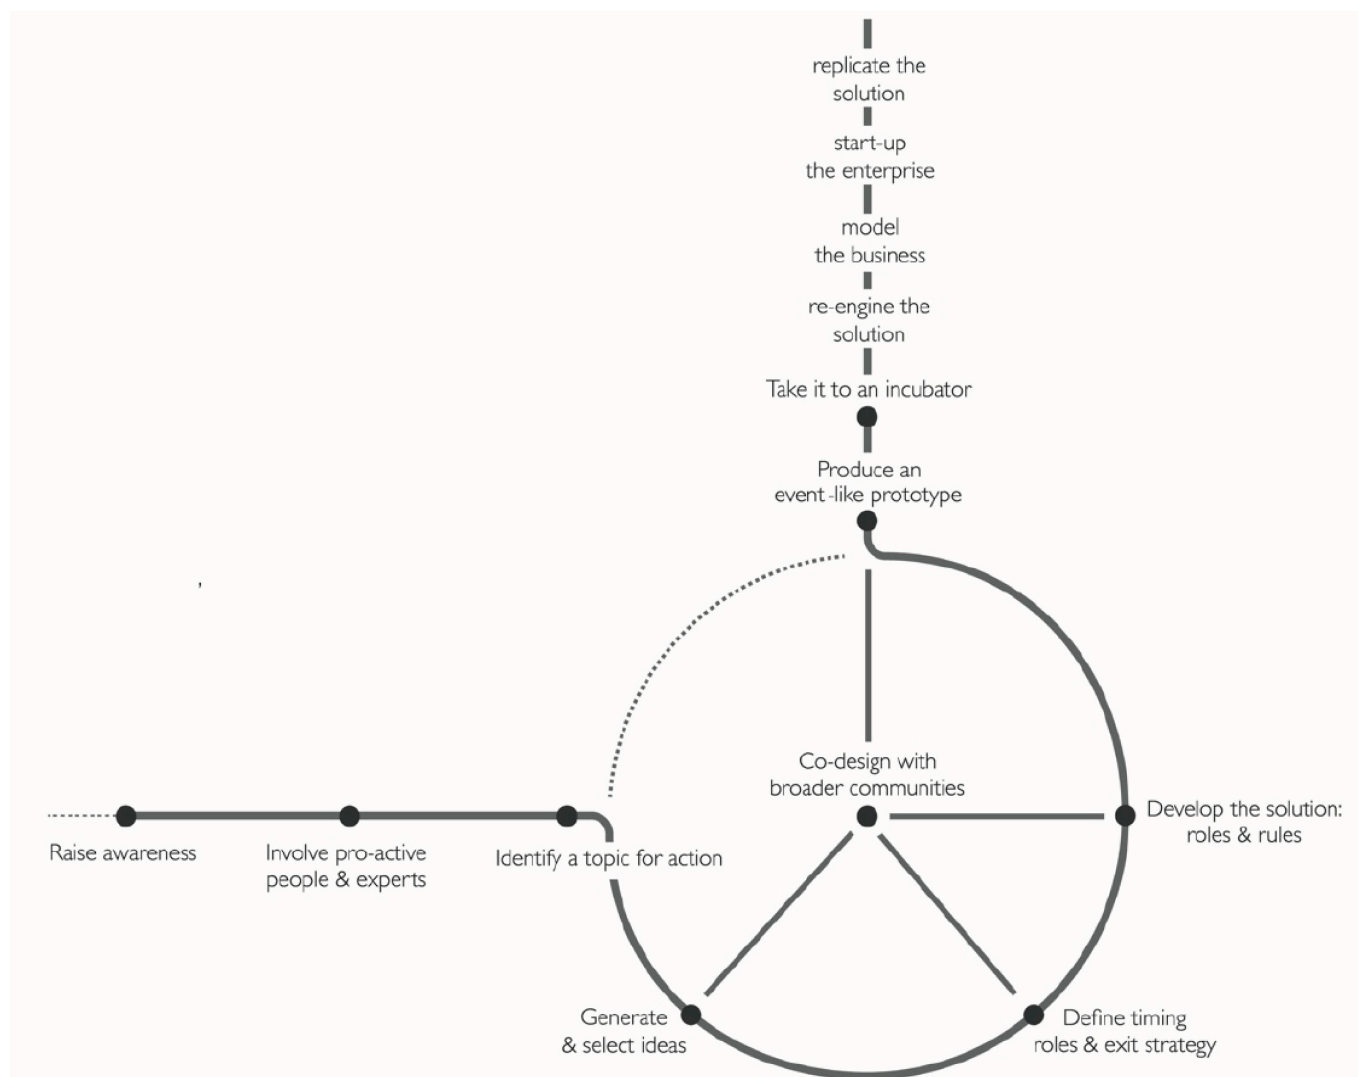 replicate the
solution
start-up
the enterprise
model
the business
re-engine the
solution
Take it to an incubator
Produce an
event-like prototype
Co-design with
broader communities
Develop the solution:
roles & rules
Raise awareness
Involve pro-active
people & experts
Identify a topic for action
Generate
& select ideas
Define timing
roles & exit strategy